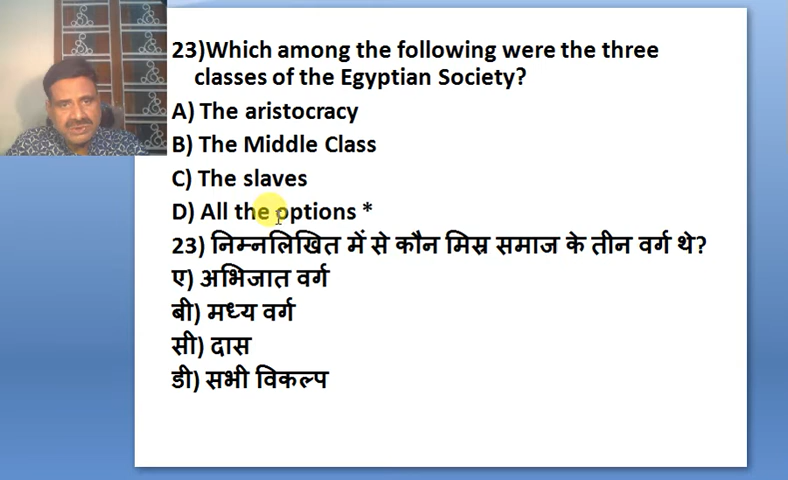 23)Which among the following were the three
classes of the Egyptian Society?
A) The aristocracy
B) The Middle Class
C) The slaves
D) All the options *
23) निम्नलिखित में से कौन मिस्र समाज के तीन वर्ग थे?
ए) अभिजात वर्ग
बी) मध्य वर्ग
सी) दास
डी) सभी विकल्प